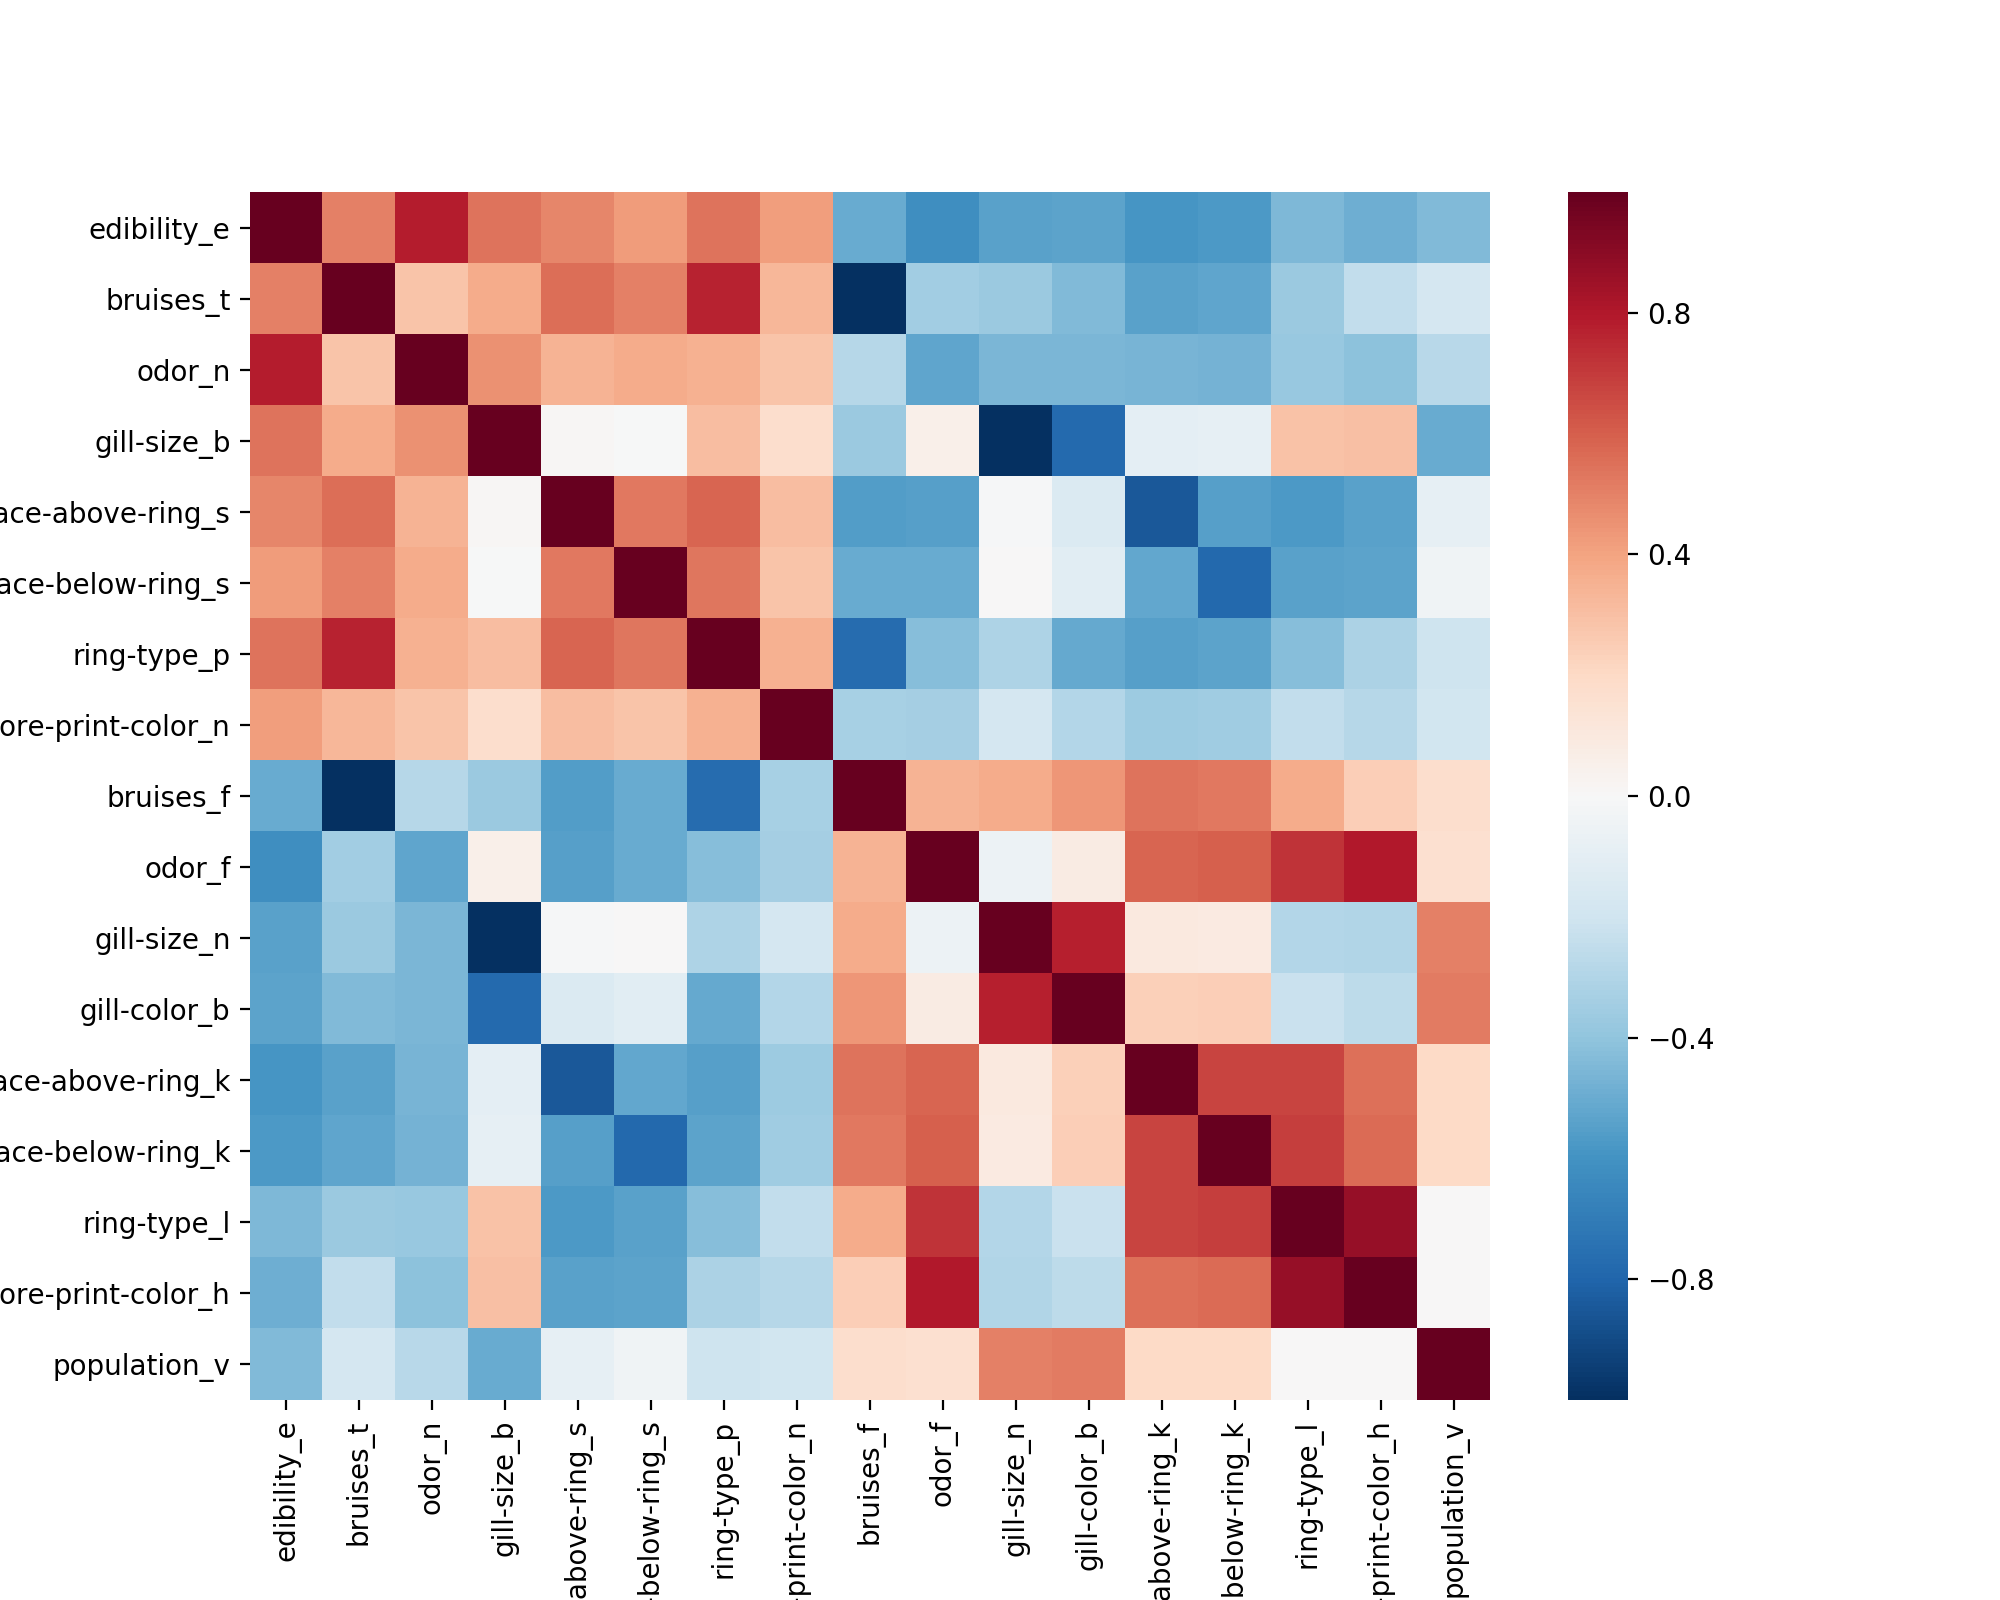 edibility_e
bruises_t
odor_n
gill-size_b
ace-above-ring_s
ace-below-ring_s
ring-type_p
ore-print-color_n
bruises_f
odor_f
gill-size_n
gill-color_b
ace-above-ring_k
ace-below-ring_k
ring-type_l
ore-print-color_h
population_v
edibility_e
bruises_t
odor_n
gill-size_b
above-ring_s
-below-ring_s
ring-type_p
-print-color_n
bruises_f
odor_f
gill-size_n
gill-color_b
above-ring_k
below-ring_k
ring-type_l
-print-color_h
population_v
0.8
0.4
0.0
−0.4
−0.8